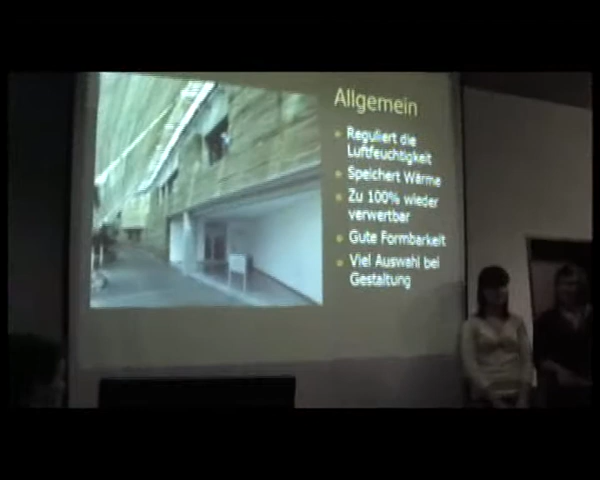 Allgemein
Reguliert die
Luftfeuchtigkeit
Speichert Wärme
Zu 100% wieder
verwertbar
Gute Formbarkeit
Viel Auswahl bei
Gestaltung